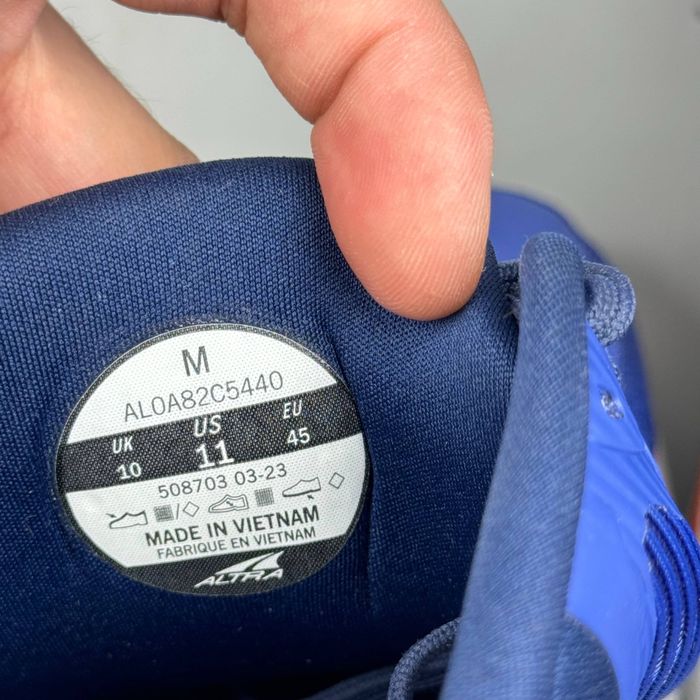 M
AL0A82C5440
UK US EU
10 11 45
508703 03-23
/
MADE IN VIETNAM
FABRIQUE EN VIETNAM
ALTRA